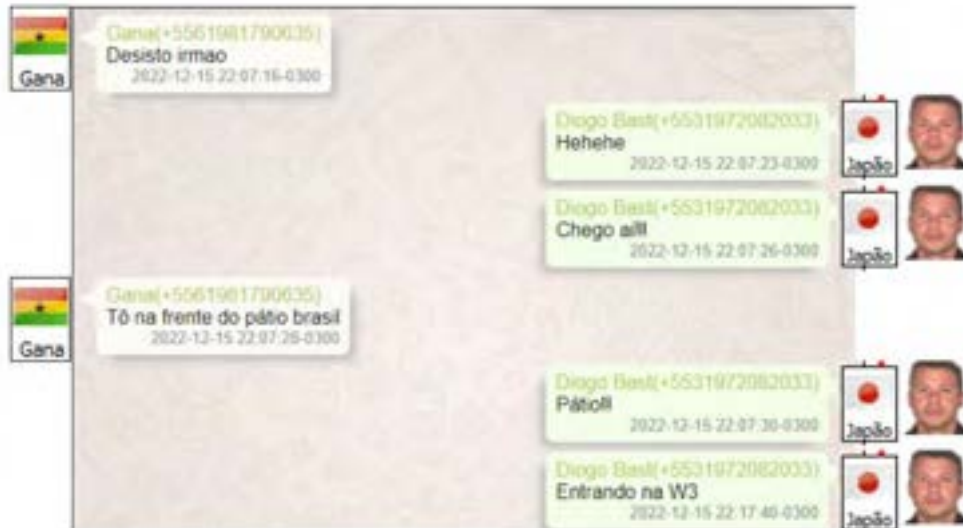 Gana(+5561981790635)
Desisto irmao
2022-12-15 22:07:16-0300
Gana
Diogo Bast(+5531972082033)
Hehehe
2022-12-15 22:07:23-0300
Japão
Diogo Bast(+5531972082033)
Chego aí!!!
2022-12-15 22:07:26-0300
Japão
Gana(+5561981790635)
Tô na frente do pátio brasil
2022-12-15 22:07:28-0300
Gana
Diogo Bast(+5531972082033)
Pátio!!!
2022-12-15 22:07:30-0300
Japão
Diogo Bast(+5531972082033)
Entrando na W3
2022-12-15 22:17:40-0300
Japão